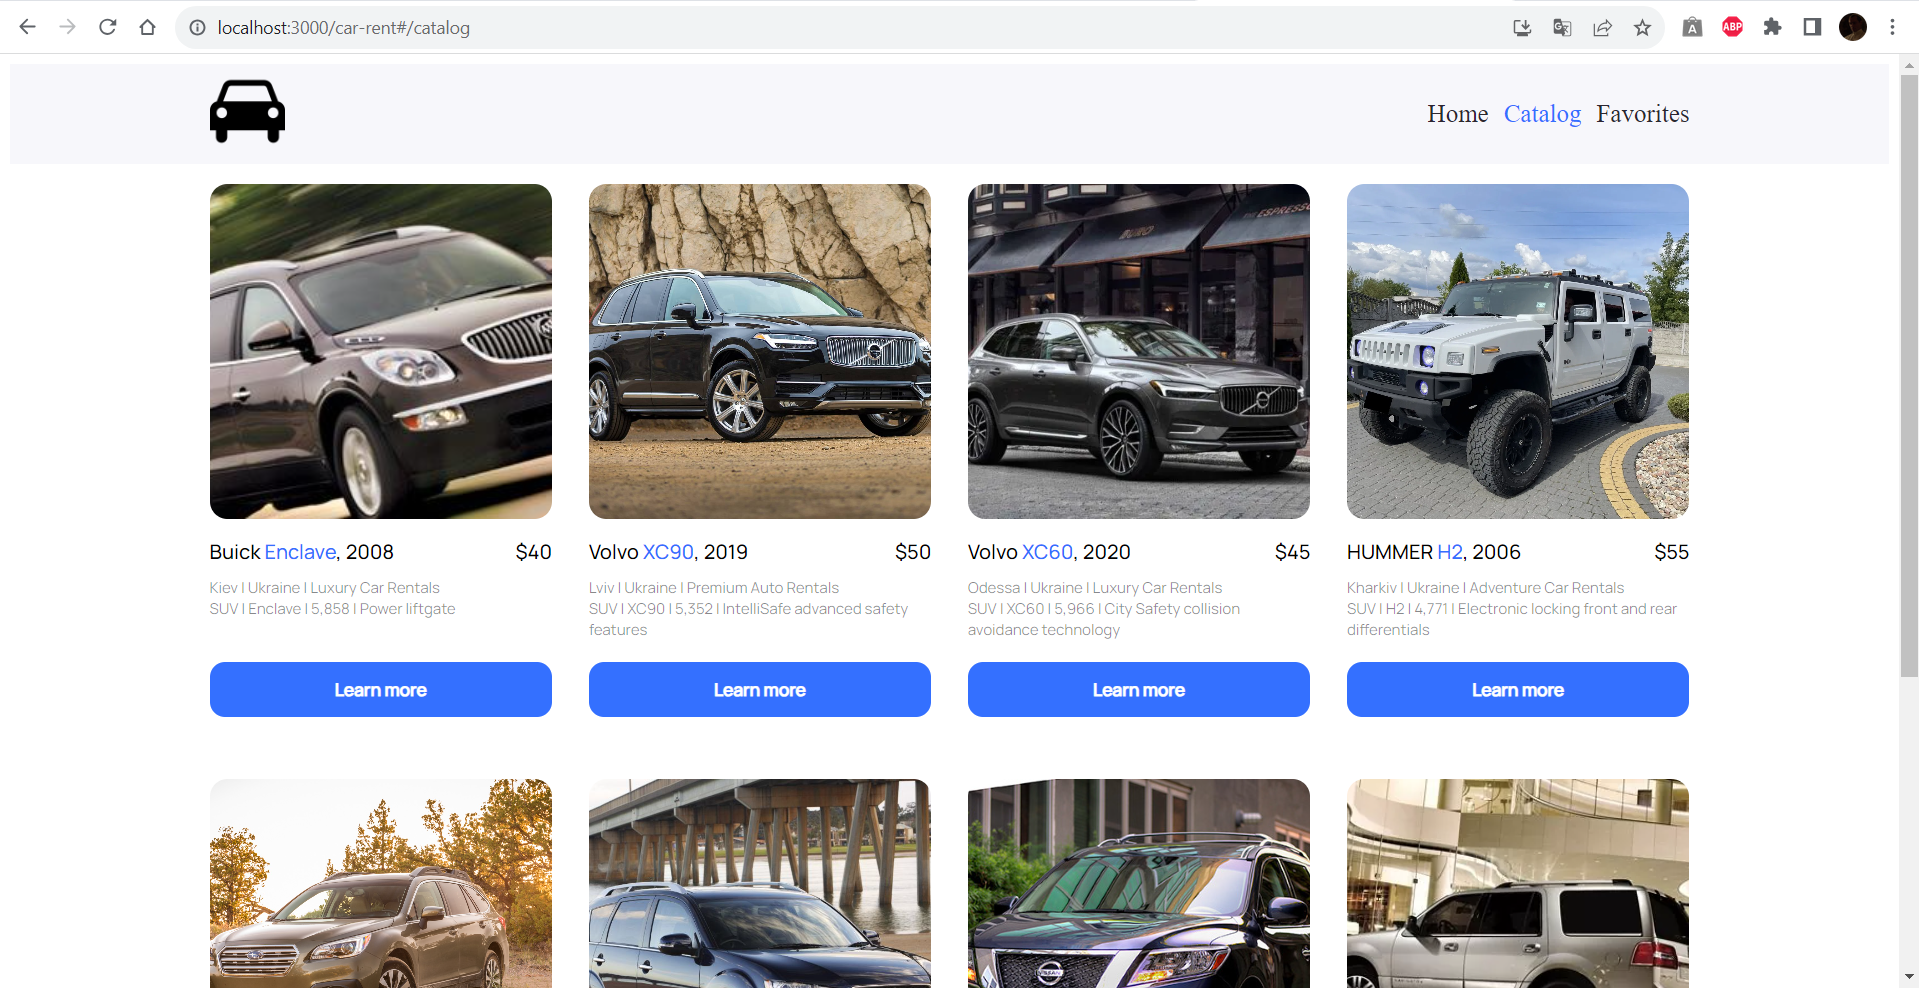 localhost:3000/car-rent#/catalog
ABP
Home Catalog Favorites
ESPRESSO
Buick Enclave, 2008 $40
Kiev | Ukraine | Luxury Car Rentals
SUV | Enclave | 5,858 | Power liftgate
Learn more
Volvo XC90, 2019 $50
Lviv | Ukraine | Premium Auto Rentals
SUV | XC90 | 5,352 | IntelliSafe advanced safety
features
Learn more
Volvo XC60, 2020 $45
Odessa | Ukraine | Luxury Car Rentals
SUV | XC60 | 5,966 | City Safety collision
avoidance technology
Learn more
HUMMER H2, 2006 $55
Kharkiv | Ukraine | Adventure Car Rentals
SUV | H2 | 4,771 | Electronic locking front and rear
differentials
Learn more
NISSAN